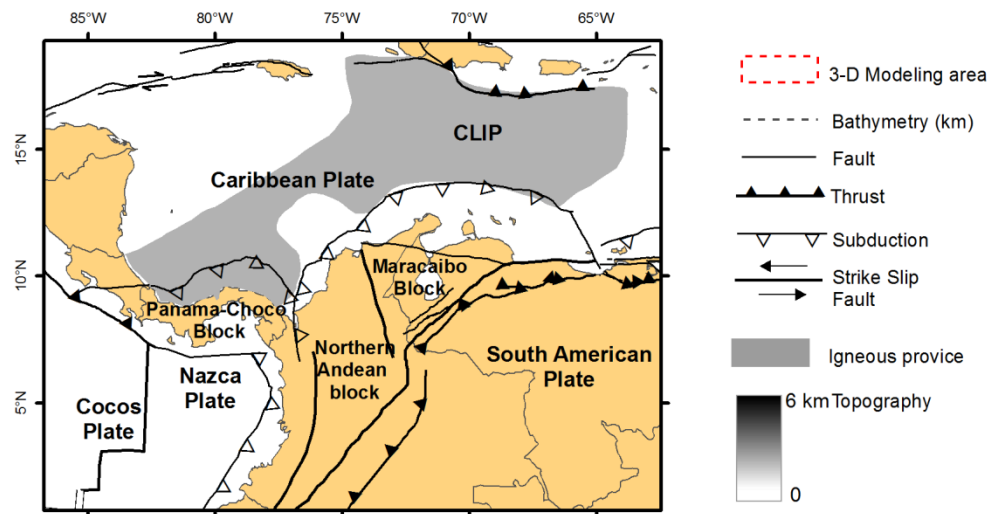 85°W 80°W 75°W 70°W 65°W
15°N
10°N
5°N
CLIP
Caribbean Plate
Maracaibo
Block
Panama-Choco
Block
Northern
Andean
block
South American
Plate
Nazca
Plate
Cocos
Plate
3-D Modeling area
Bathymetry (km)
Fault
Thrust
Subduction
Strike Slip
Fault
Igneous provice
6 km Topography
0